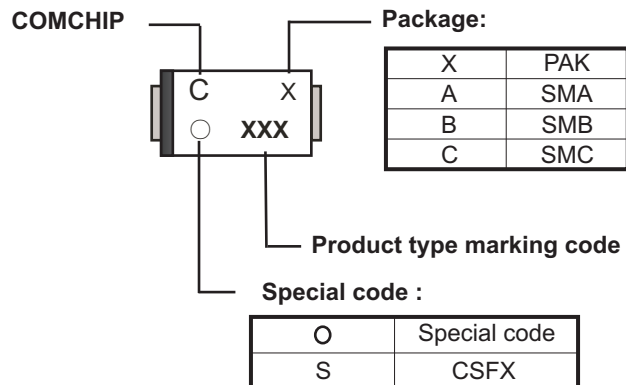 COMCHIP
Package:
C X
○ XXX
X PAK
A SMA
B SMB
C SMC
Product type marking code
Special code :
O Special code
S CSFX